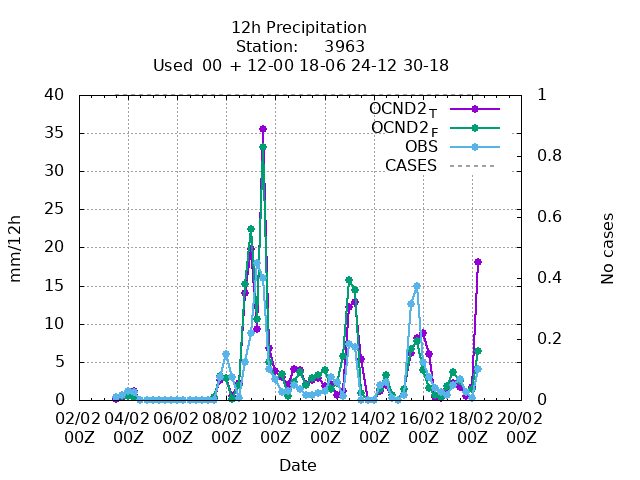 12h Precipitation
Station: 3963
Used 00 + 12-00 18-06 24-12 30-18
40 1
35
30 0.8
25 0.6
20
15 0.4
10 0.2
5
0 0
mm/12h
No cases
OCND2T
OCND2F
OBS
CASES
02/02 04/02 06/02 08/02 10/02 12/02 14/02 16/02 18/02 20/02
00Z 00Z 00Z 00Z 00Z 00Z 00Z 00Z 00Z 00Z
Date